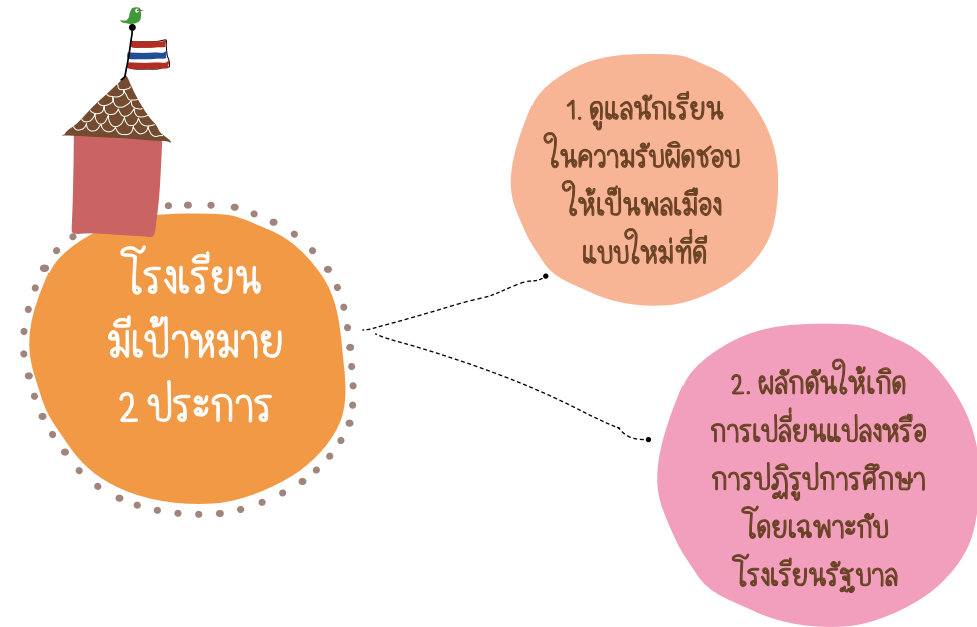 โรงเรียน
มีเป้าหมาย
2 ประการ
1. ดูแลนักเรียน
ในความรับผิดชอบ
ให้เป็นพลเมือง
แบบใหม่ที่ดี
2. ผลักดันให้เกิด
การเปลี่ยนแปลงหรือ
การปฏิรูปการศึกษา
โดยเฉพาะกับ
โรงเรียนรัฐบาล